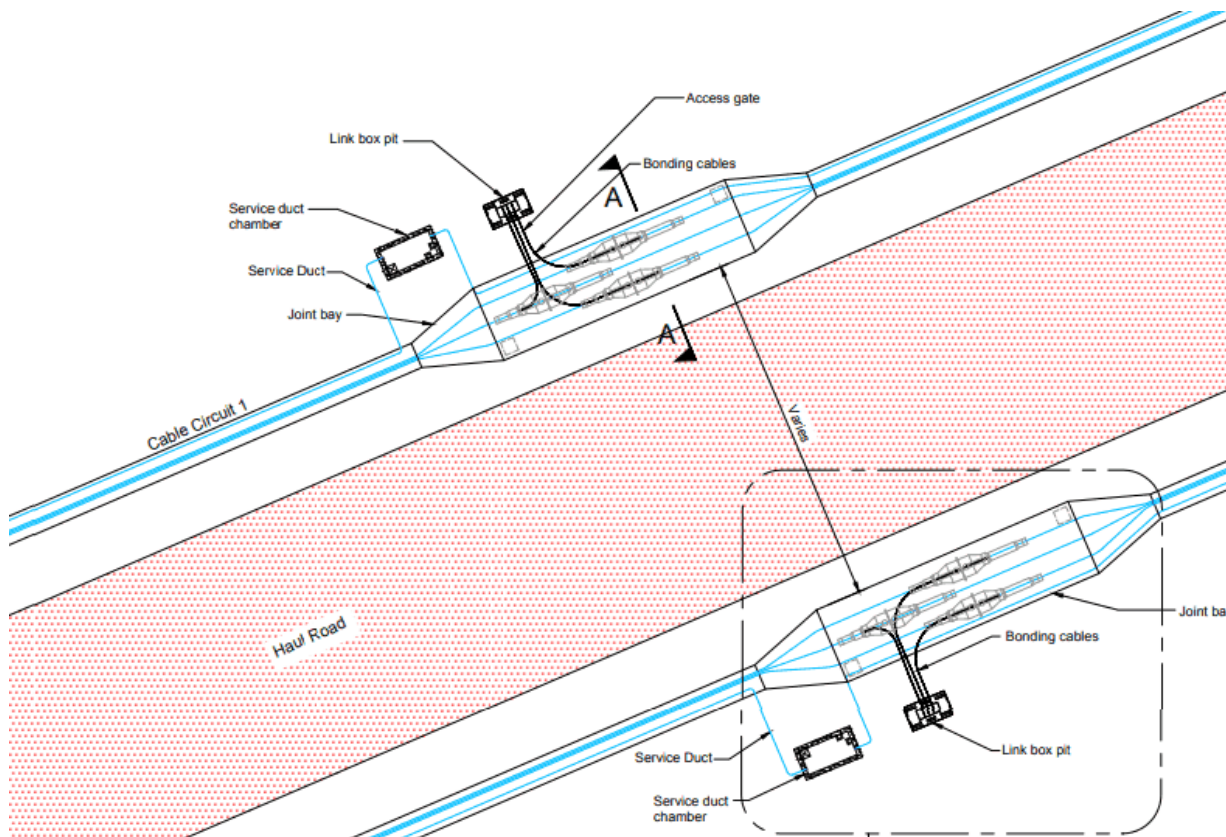 Access gate
Link box pit
Bonding cables
A
Service duct
chamber
Service Duct
Joint bay
A
Cable Circuit 1
Varies
Haul Road
Joint ba
Bonding cables
Link box pit
Service Duct
Service duct
chamber